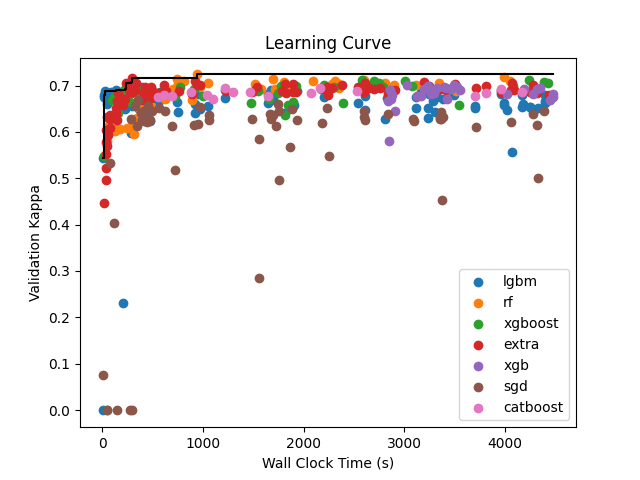 Learning Curve
Validation Kappa
0.7
0.6
0.5
0.4
0.3
0.2
0.1
0.0
lgbm
rf
xgboost
extra
xgb
sgd
catboost
0 1000 2000 3000 4000
Wall Clock Time (s)